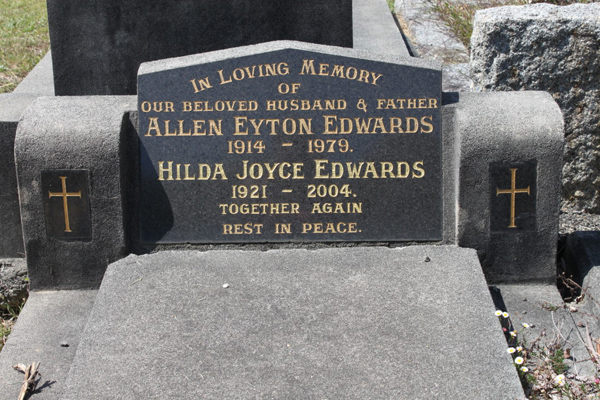 In Loving Memory
OF
OUR BELOVED HUSBAND & FATHER
ALLEN EYTON EDWARDS
1914 - 1979.
HILDA JOYCE EDWARDS
1921 - 2004.
TOGETHER AGAIN
REST IN PEACE.